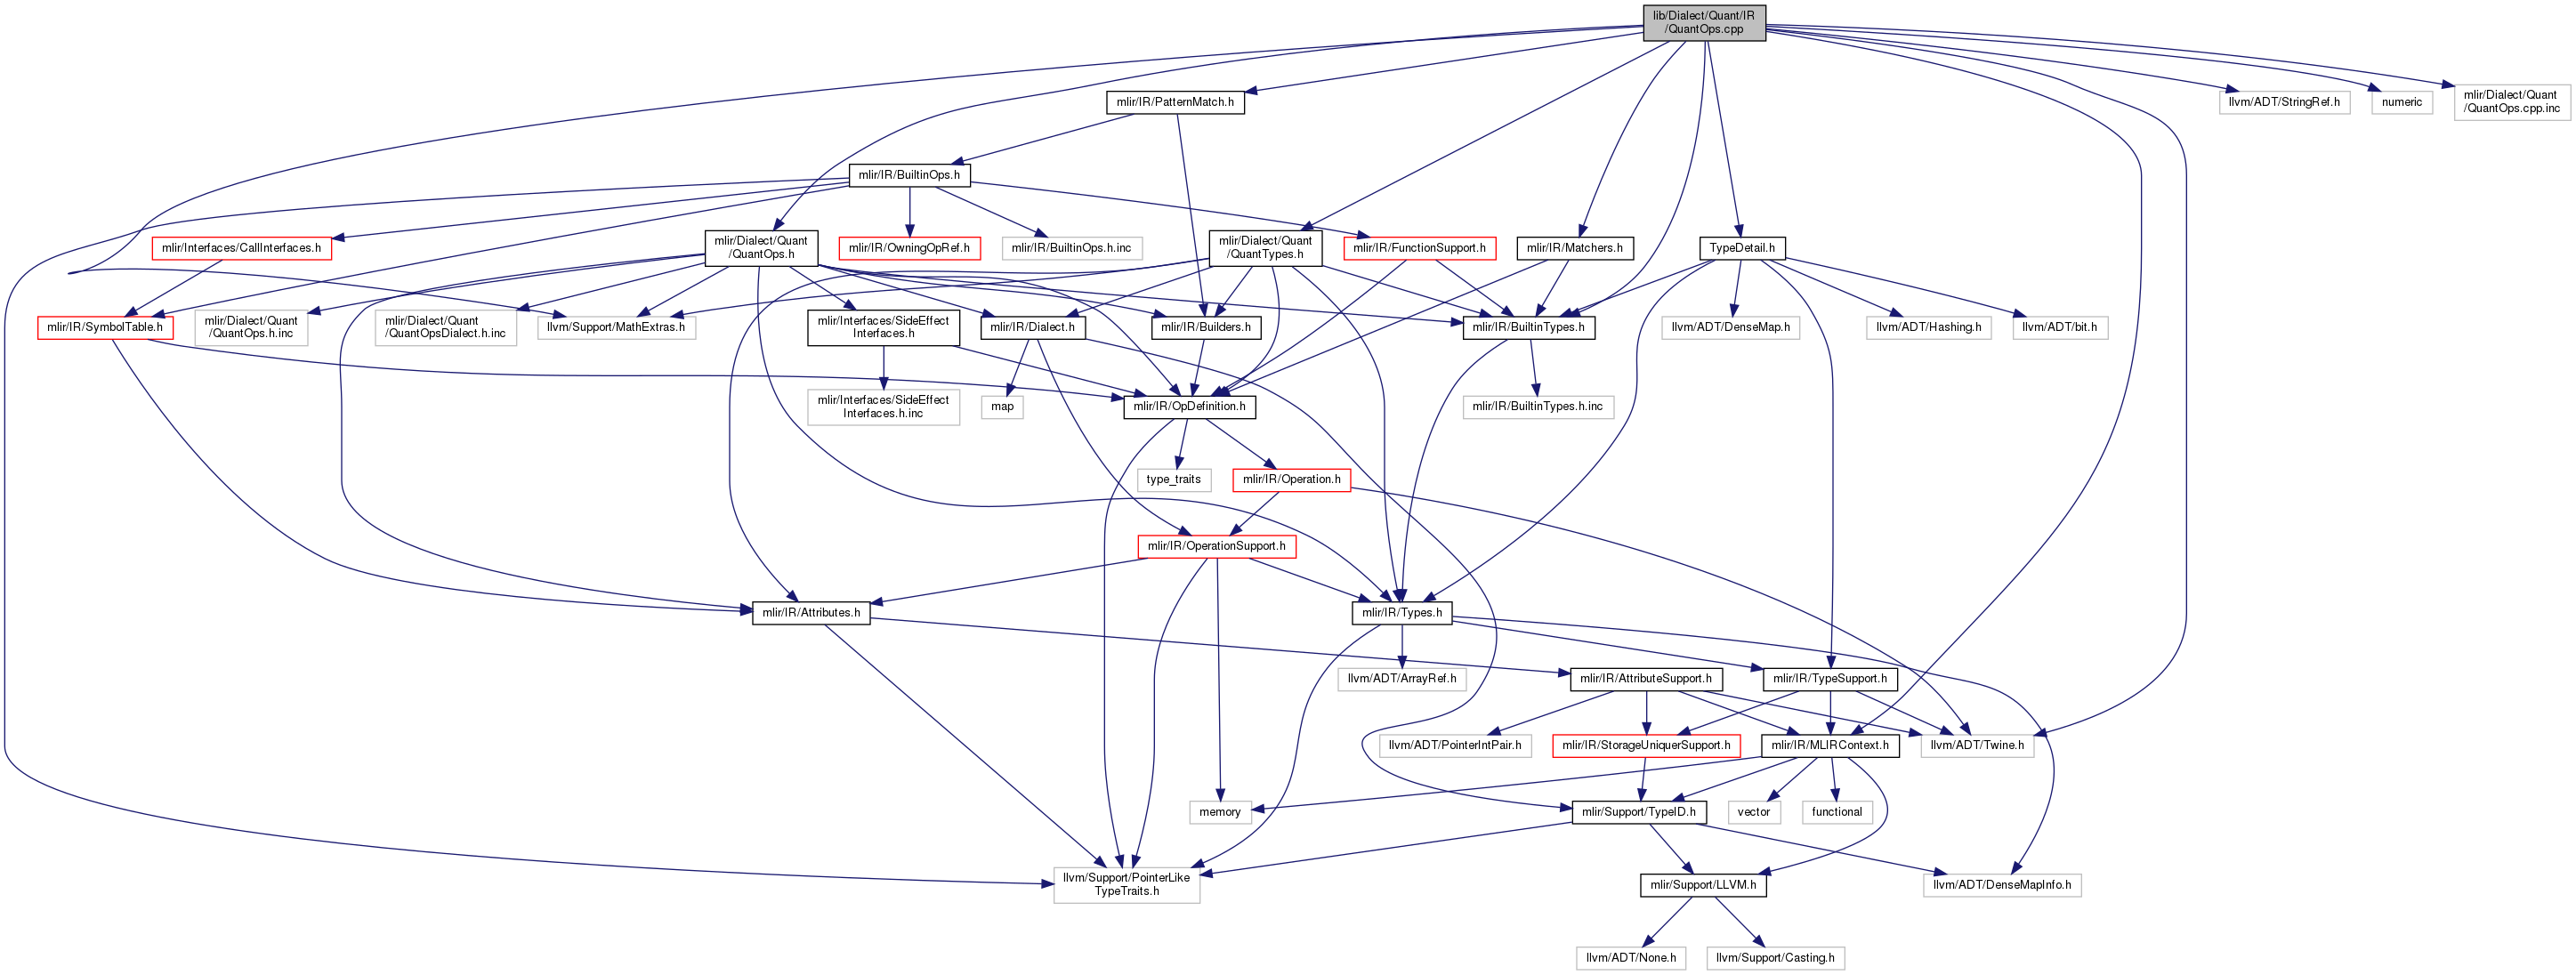 lib/Dialect/Quant/IR
/QuantOps.cpp
mlir/IR/PatternMatch.h
llvm/ADT/StringRef.h
numeric
mlir/Dialect/Quant
/QuantOps.cpp.inc
mlir/IR/BuiltinOps.h
mlir/Interfaces/CallInterfaces.h
mlir/Dialect/Quant
/QuantOps.h
mlir/IR/OwningOpRef.h
mlir/IR/BuiltinOps.h.inc
mlir/Dialect/Quant
/QuantTypes.h
mlir/IR/FunctionSupport.h
mlir/IR/Matchers.h
TypeDetail.h
mlir/IR/SymbolTable.h
mlir/Dialect/Quant
/QuantOps.h.inc
mlir/Dialect/Quant
/QuantOpsDialect.h.inc
llvm/Support/MathExtras.h
mlir/Interfaces/SideEffect
Interfaces.h
mlir/IR/Dialect.h
mlir/IR/Builders.h
mlir/IR/BuiltinTypes.h
llvm/ADT/DenseMap.h
llvm/ADT/Hashing.h
llvm/ADT/bit.h
mlir/Interfaces/SideEffect
Interfaces.h.inc
map
mlir/IR/OpDefinition.h
mlir/IR/BuiltinTypes.h.inc
type_traits
mlir/IR/Operation.h
mlir/IR/OperationSupport.h
mlir/IR/Attributes.h
mlir/IR/Types.h
llvm/ADT/ArrayRef.h
mlir/IR/AttributeSupport.h
mlir/IR/TypeSupport.h
llvm/ADT/PointerIntPair.h
mlir/IR/StorageUniquerSupport.h
mlir/IR/MLIRContext.h
llvm/ADT/Twine.h
memory
mlir/Support/TypeID.h
vector
functional
llvm/Support/PointerLike
TypeTraits.h
mlir/Support/LLVM.h
llvm/ADT/DenseMapInfo.h
llvm/ADT/None.h
llvm/Support/Casting.h